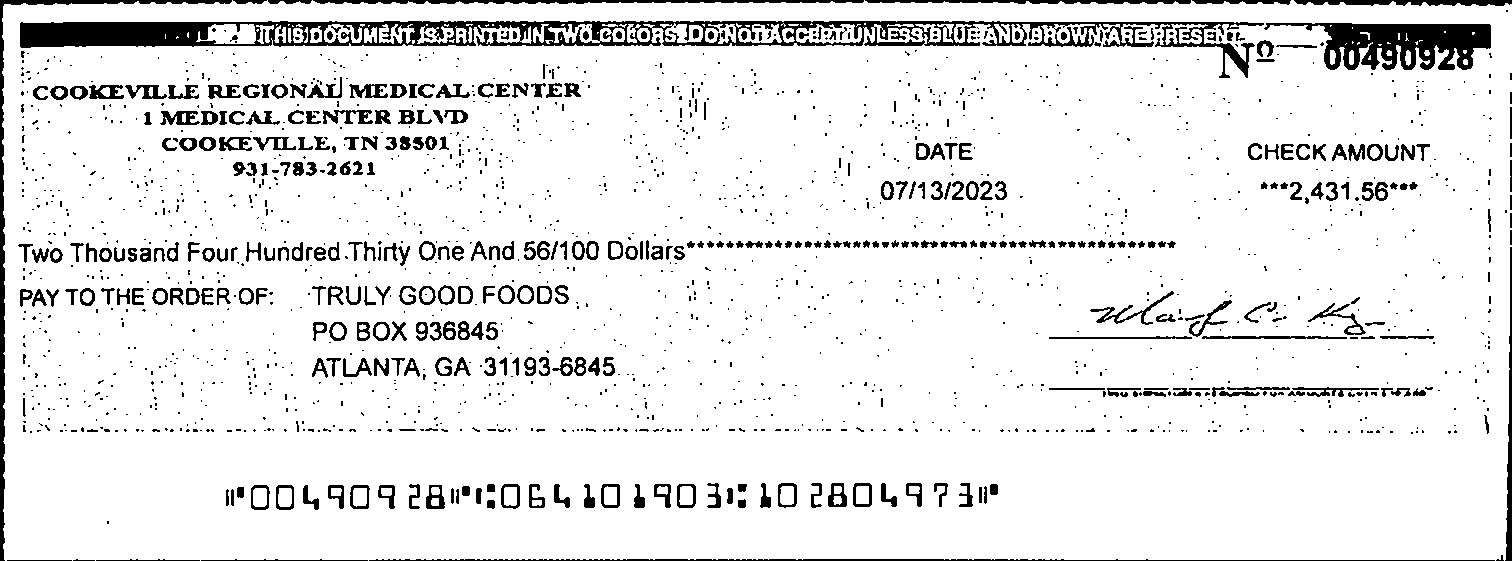 THIS DOCUMENT IS PRINTED IN TWO COLORS. DO NOT ACCEPT UNLESS BLUE AND BROWN ARE PRESENT.
Nº 00490928
COOKEVILLE REGIONAL MEDICAL CENTER
1 MEDICAL CENTER BLVD
COOKEVILLE, TN 38501
931-783-2621
DATE CHECK AMOUNT
07/13/2023 ***2,431.56***
Two Thousand Four Hundred Thirty One And 56/100 Dollars**************************************************
PAY TO THE ORDER OF: TRULY GOOD FOODS
PO BOX 936845
ATLANTA, GA 31193-6845
⑈00490928⑈⑆064101903⑆102804973⑈